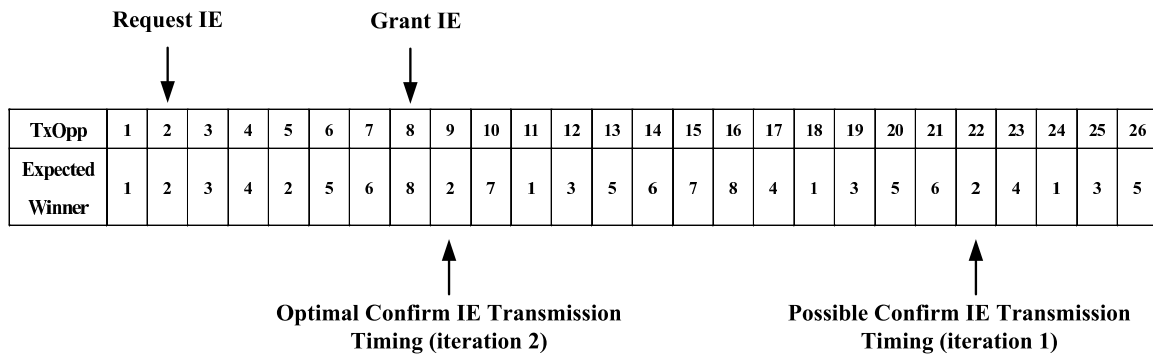 Request IE Grant IE
TxOpp 1 2 3 4 5 6 7 8 9 10 11 12 13 14 15 16 17 18 19 20 21 22 23 24 25 26
Expected
Winner 1 2 3 4 2 5 6 8 2 7 1 3 5 6 7 8 4 1 3 5 6 2 4 1 3 5
Optimal Confirm IE Transmission
Timing (iteration 2)
Possible Confirm IE Transmission
Timing (iteration 1)